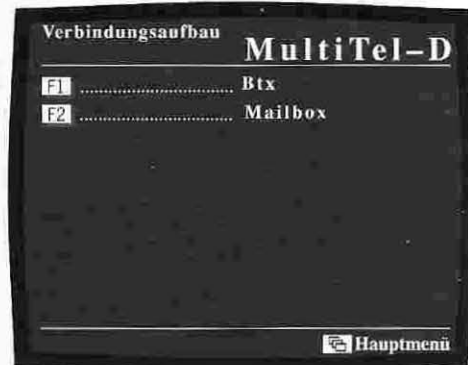 Verbindungsaufbau
MultiTel–D
F1 ................................ Btx
F2 ................................ Mailbox
Hauptmenü